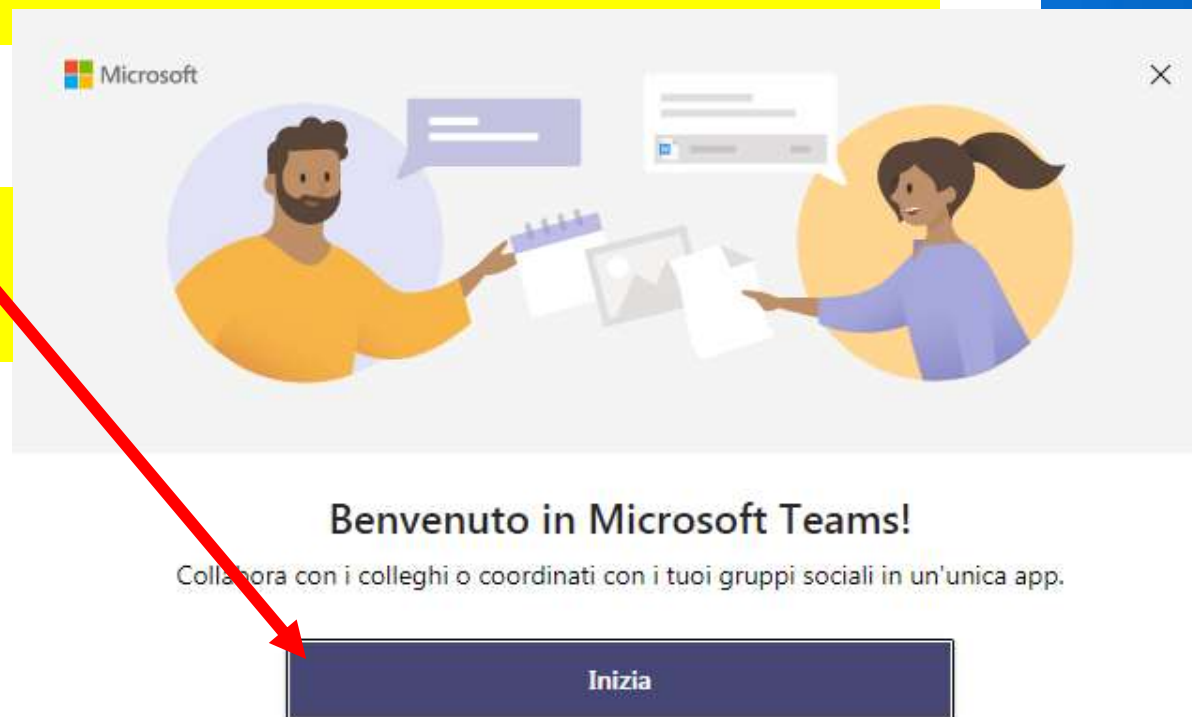 Microsoft
Benvenuto in Microsoft Teams!
Collabora con i colleghi o coordinati con i tuoi gruppi sociali in un'unica app.
Inizia